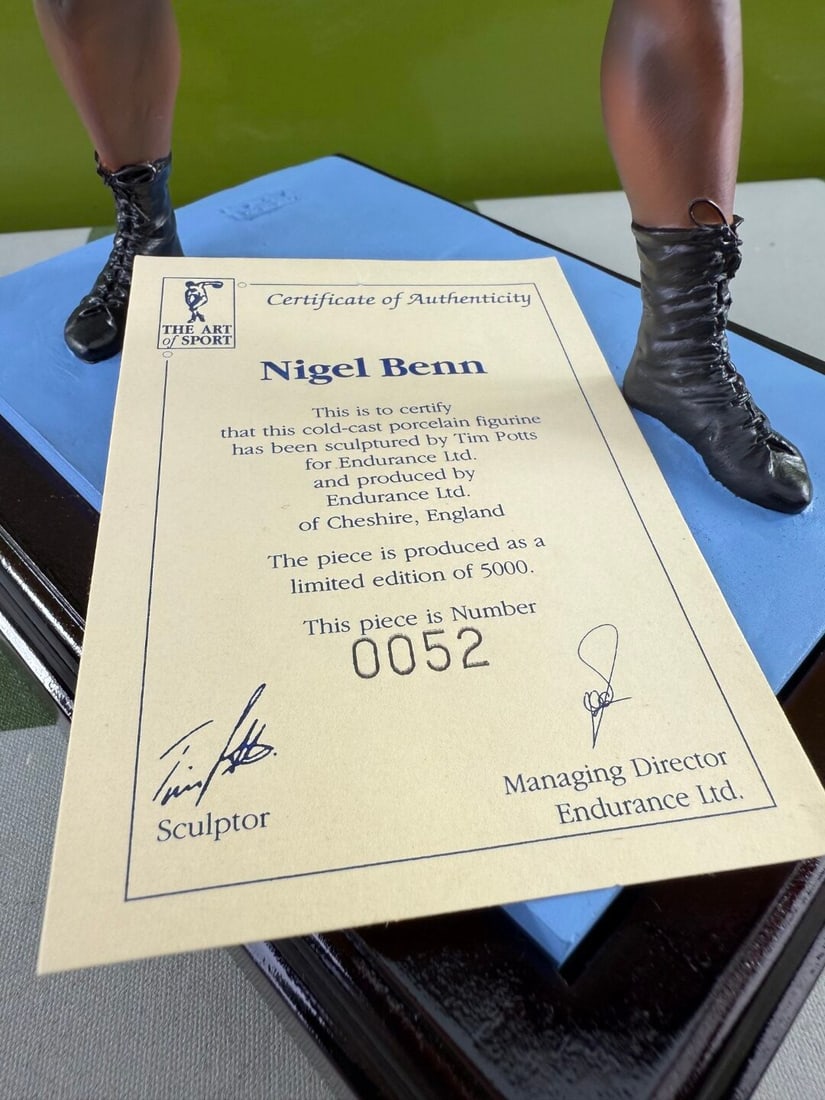 THE ART
of SPORT
Certificate of Authenticity
Nigel Benn
This is to certify
that this cold-cast porcelain figurine
has been sculptured by Tim Potts
for Endurance Ltd.
and produced by
Endurance Ltd.
of Cheshire, England
The piece is produced as a
limited edition of 5000.
This piece is Number
0052
Tim Potts.
Sculptor
Managing Director
Endurance Ltd.